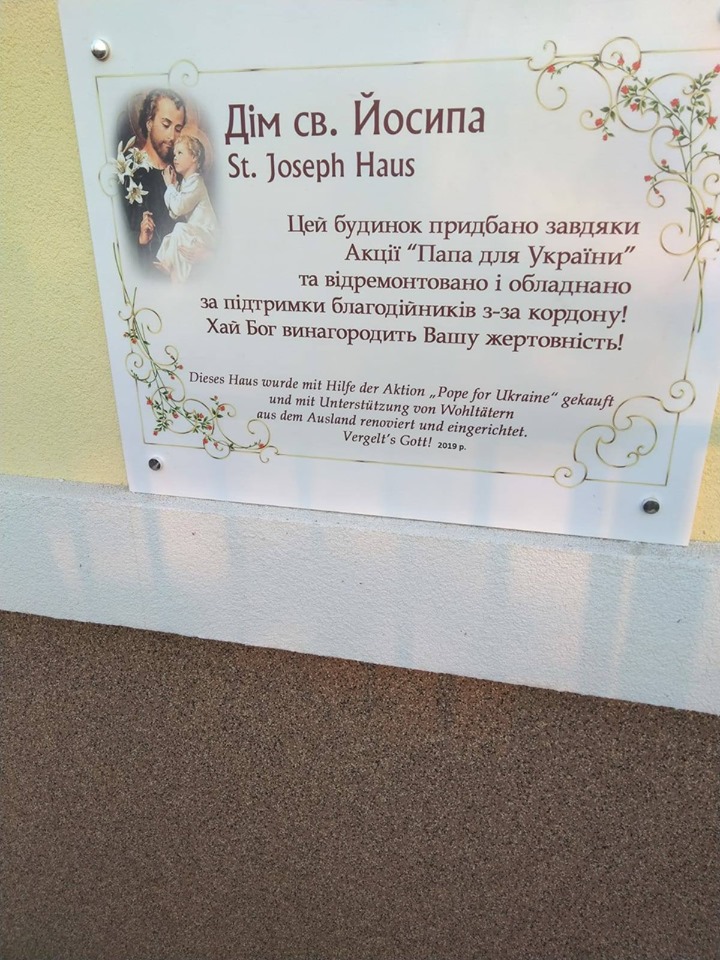 Дім св. Йосипа
St. Joseph Haus
Цей будинок придбано завдяки
Акції "Папа для України"
та відремонтовано і обладнано
за підтримки благодійників з-за кордону!
Хай Бог винагородить Вашу жертовність!
Dieses Haus wurde mit Hilfe der Aktion „Pope for Ukraine" gekauft
und mit Unterstützung von Wohltätern
aus dem Ausland renoviert und eingerichtet.
Vergelt's Gott! 2019 р.